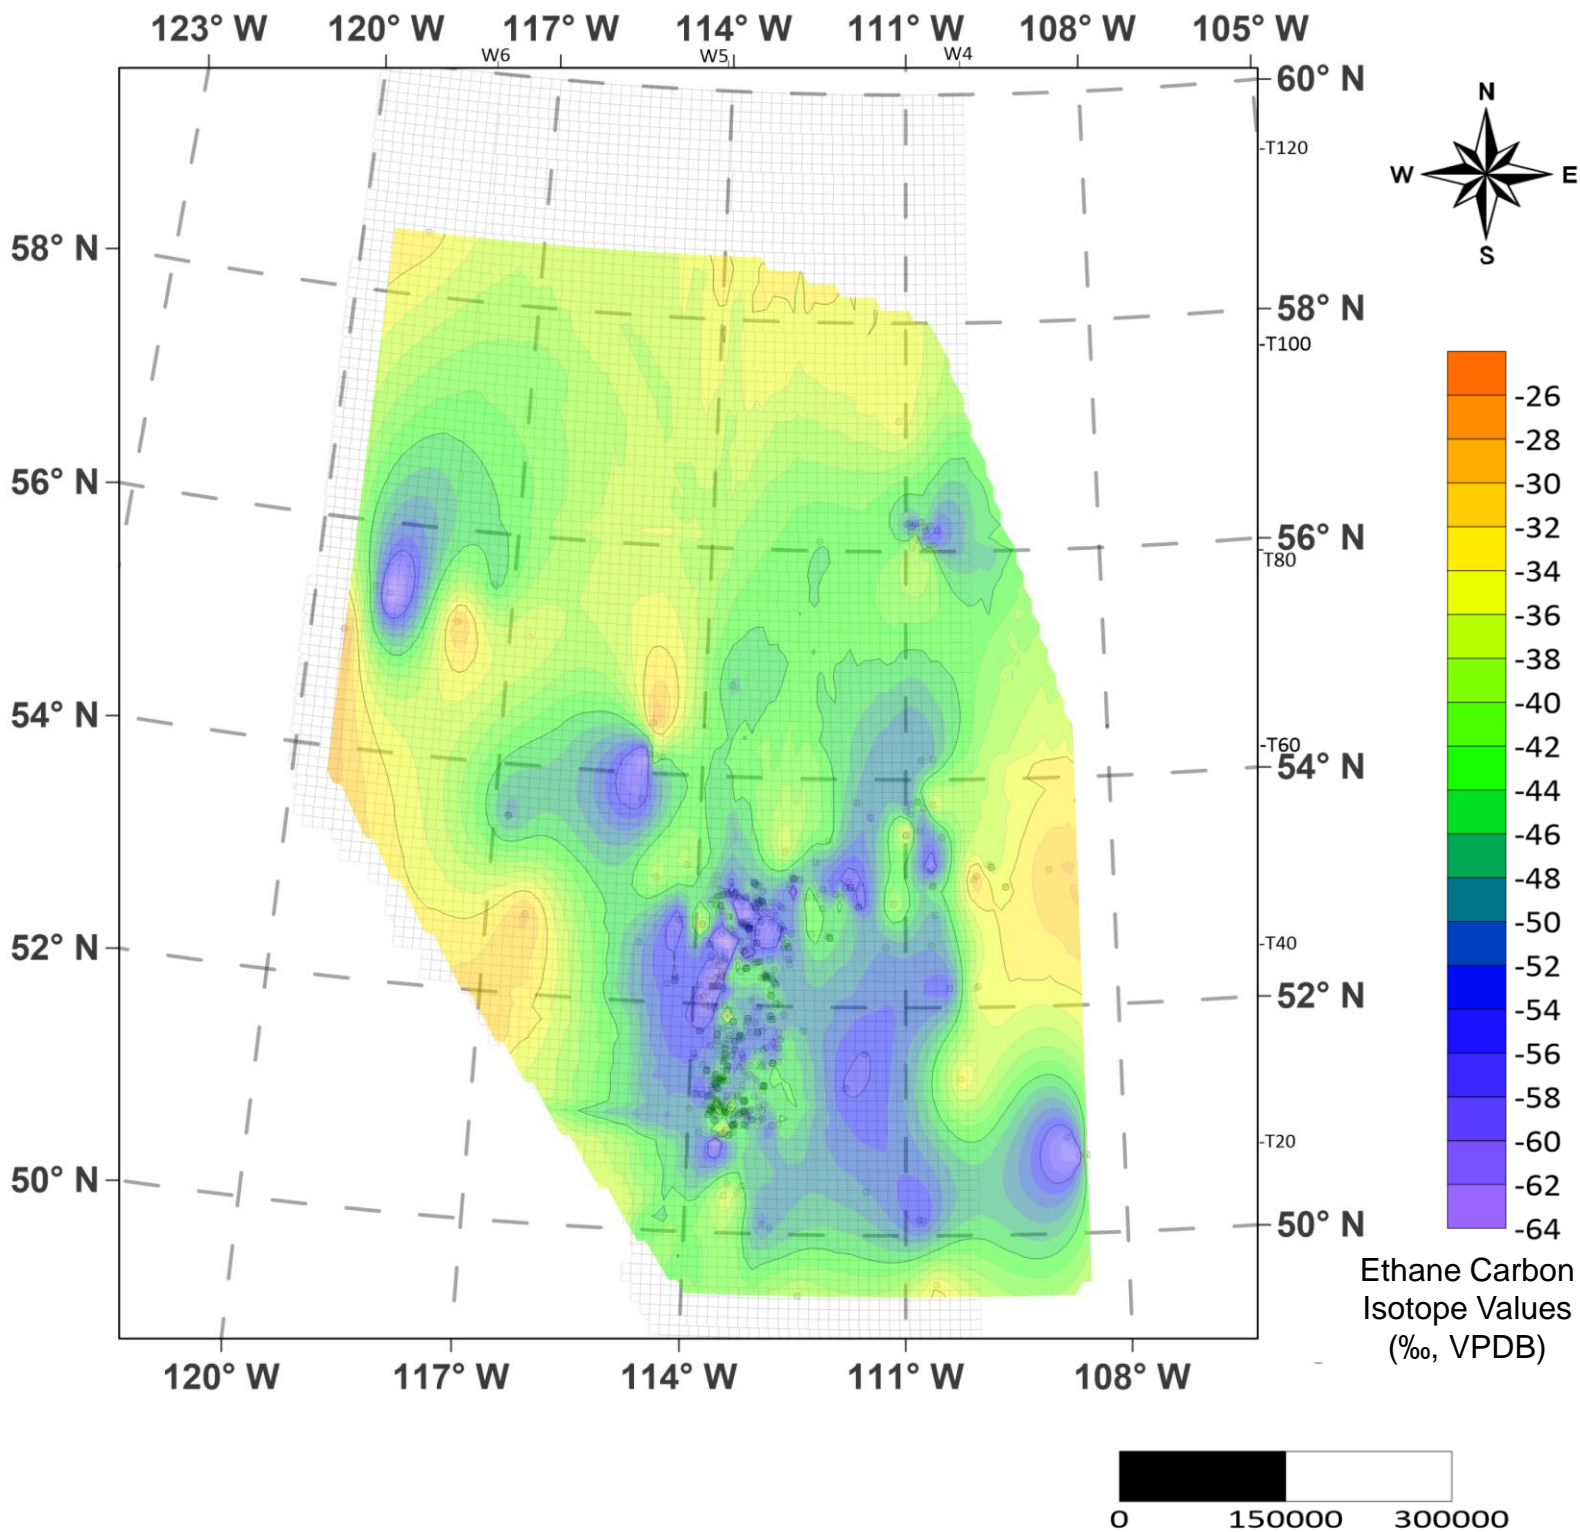 123° W 120° W 117° W 114° W 111° W 108° W 105° W
W6 W5 W4
60° N
N
-T120
W E
S
58° N
58° N
-T100
-26
-28
56° N
-30
-32
56° N
T80
-34
-36
-38
-40
54° N
-T60
54° N
-42
-44
-46
-48
-50
52° N
-T40
-52
52° N
-54
-56
-58
-T20
-60
50° N
-62
50° N
-64
Ethane Carbon
Isotope Values
(‰, VPDB)
120° W 117° W 114° W 111° W 108° W
0 150000 300000